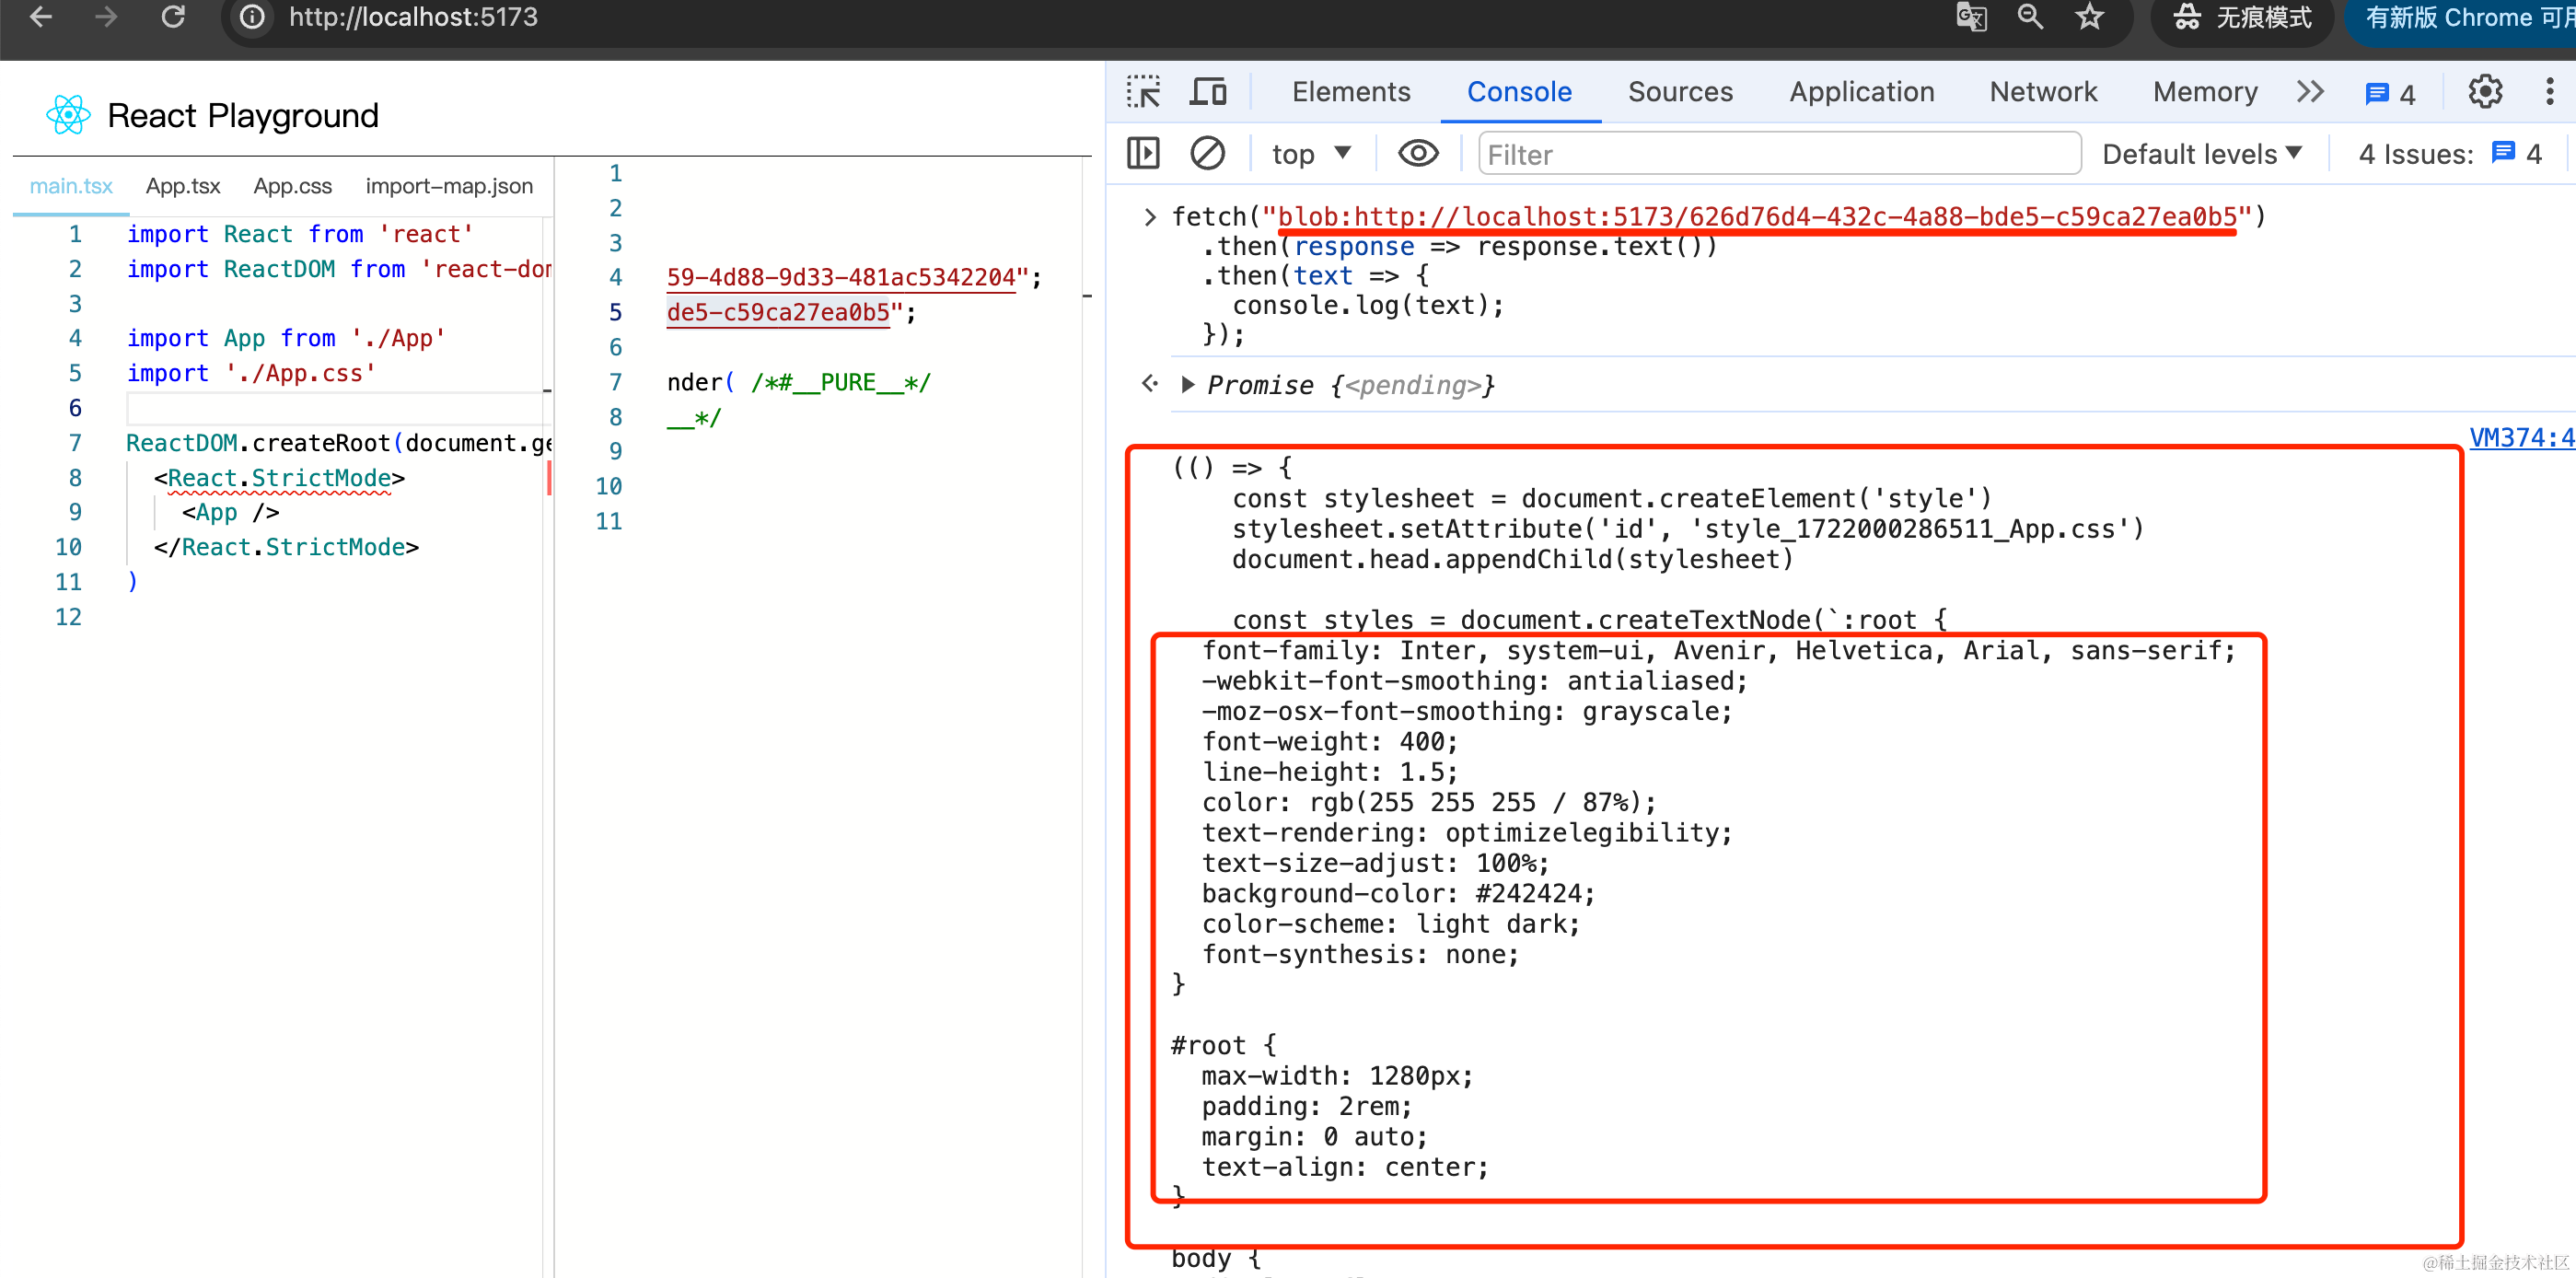 http://localhost:5173
无痕模式
有新版 Chrome 可用
React Playground
main.tsx App.tsx App.css import-map.json
1 import React from 'react'
2 import ReactDOM from 'react-dom
3
4 import App from './App'
5 import './App.css'
6
7 ReactDOM.createRoot(document.ge
8 <React.StrictMode>
9 <App />
10 </React.StrictMode>
11 )
12
1
2
3
4 59-4d88-9d33-481ac5342204";
5 de5-c59ca27ea0b5";
6
7 nder( /*#__PURE__*/
8 __*/
9
10
11
Elements Console Sources Application Network Memory 4
top Filter Default levels 4 Issues: 4
fetch("blob:http://localhost:5173/626d76d4-432c-4a88-bde5-c59ca27ea0b5")
.then(response => response.text())
.then(text => {
console.log(text);
});
Promise {<pending>}
VM374:4
(() => {
const stylesheet = document.createElement('style')
stylesheet.setAttribute('id', 'style_1722000286511_App.css')
document.head.appendChild(stylesheet)
const styles = document.createTextNode(`:root {
font-family: Inter, system-ui, Avenir, Helvetica, Arial, sans-serif;
-webkit-font-smoothing: antialiased;
-moz-osx-font-smoothing: grayscale;
font-weight: 400;
line-height: 1.5;
color: rgb(255 255 255 / 87%);
text-rendering: optimizelegibility;
text-size-adjust: 100%;
background-color: #242424;
color-scheme: light dark;
font-synthesis: none;
}
#root {
max-width: 1280px;
padding: 2rem;
margin: 0 auto;
text-align: center;
}
body {
@稀土掘金技术社区